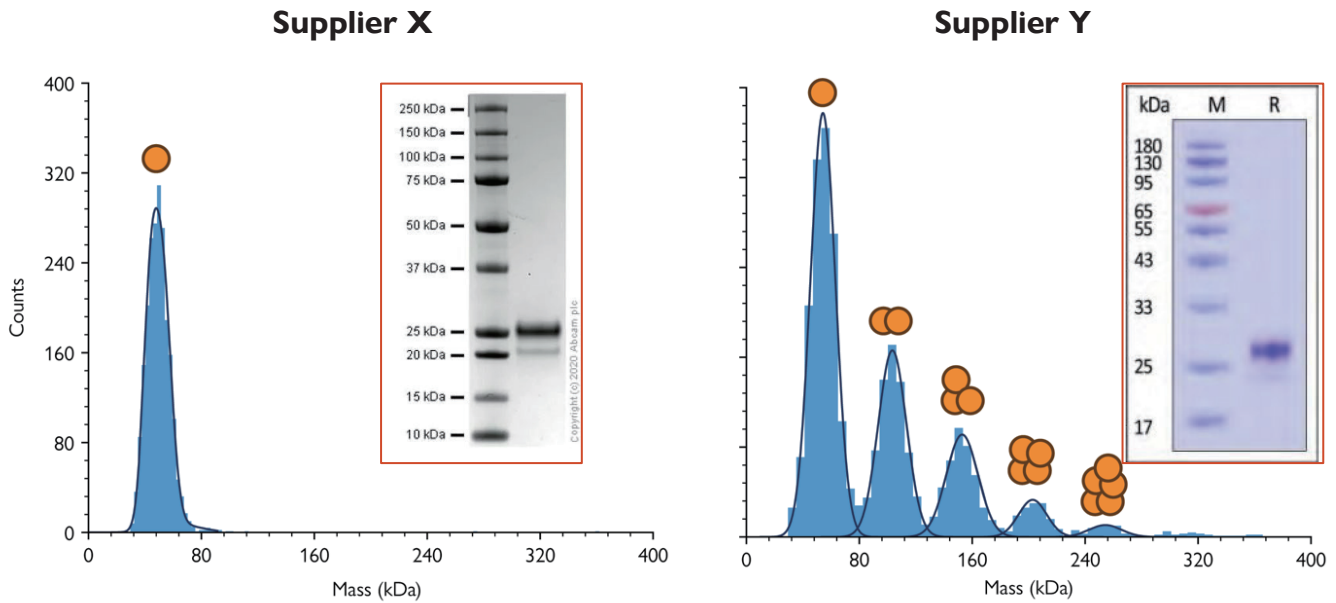 Supplier X
Supplier Y
Counts
400
320
240
160
80
0
0 80 160 240 320 400
Mass (kDa)
250 kDa
150 kDa
100 kDa
75 kDa
50 kDa
37 kDa
25 kDa
20 kDa
15 kDa
10 kDa
Copyright (c) 2020 Abcam plc
0 80 160 240 320 400
Mass (kDa)
kDa M R
180
130
95
65
55
43
33
25
17